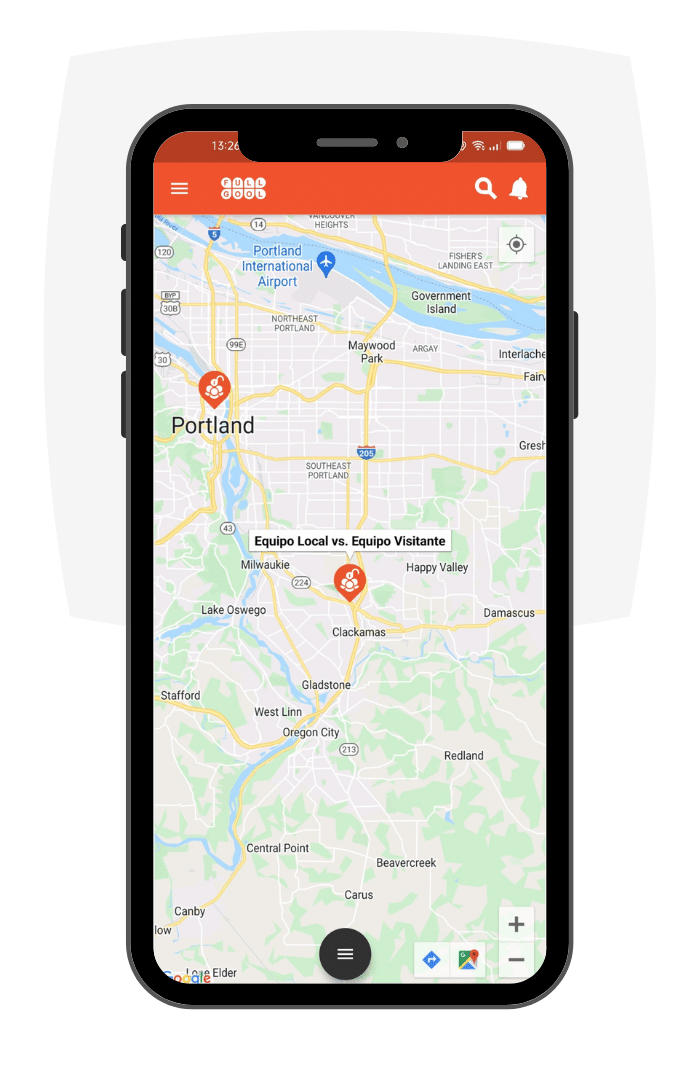 13:26
FULL
GOOL
VANCOUVER
HEIGHTS
14
5
Portland
International
Airport
120
FISHER'S
LANDING EAST
Government
Island
BYP
30B
NORTHEAST
PORTLAND
99E
Maywood
Park
ARGAY
Interlache
30
Fairv
Portland
Gresh
205
SOUTHEAST
PORTLAND
43
Equipo Local vs. Equipo Visitante
Milwaukie
Happy Valley
224
Lake Oswego
Damascus
Clackamas
Gladstone
Stafford
West Linn
Oregon City
213
Redland
Central Point
Beavercreek
Carus
Canby
low
Lone Elder
Google